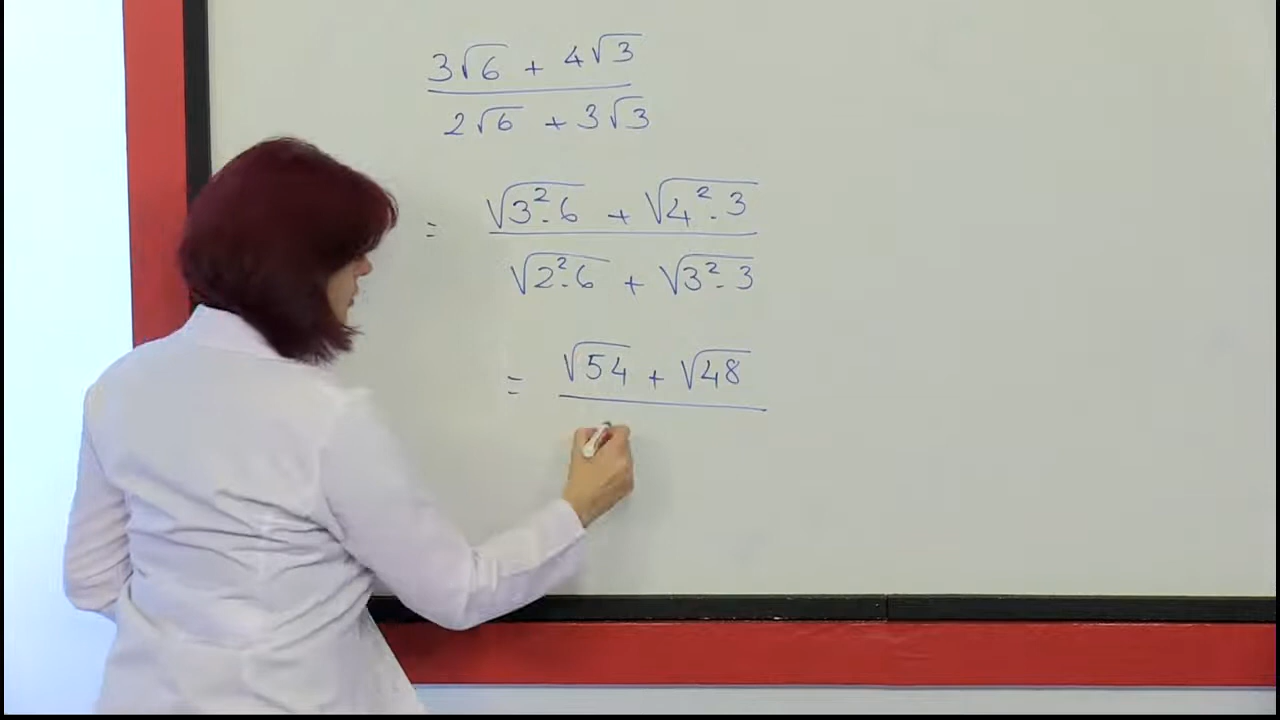 3√6 + 4√3
2√6 + 3√3
= √3².6 + √4².3
√2².6 + √3².3
= √54 + √48